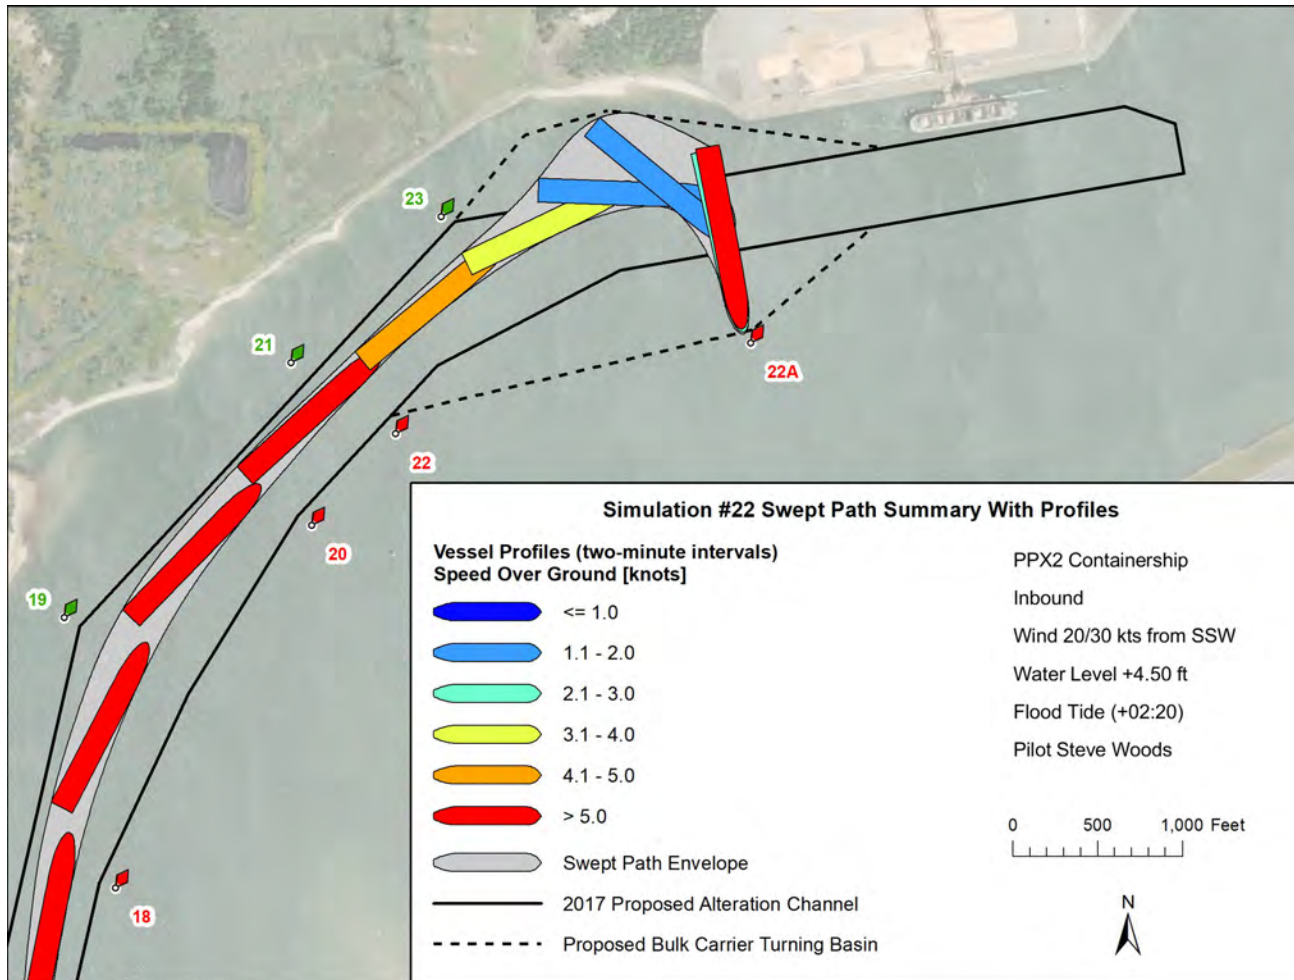 23
21
22A
22
20
19
18
Simulation #22 Swept Path Summary With Profiles
Vessel Profiles (two-minute intervals)
Speed Over Ground [knots]
<= 1.0
1.1 - 2.0
2.1 - 3.0
3.1 - 4.0
4.1 - 5.0
> 5.0
Swept Path Envelope
2017 Proposed Alteration Channel
Proposed Bulk Carrier Turning Basin
PPX2 Containership
Inbound
Wind 20/30 kts from SSW
Water Level +4.50 ft
Flood Tide (+02:20)
Pilot Steve Woods
0 500 1,000 Feet
N